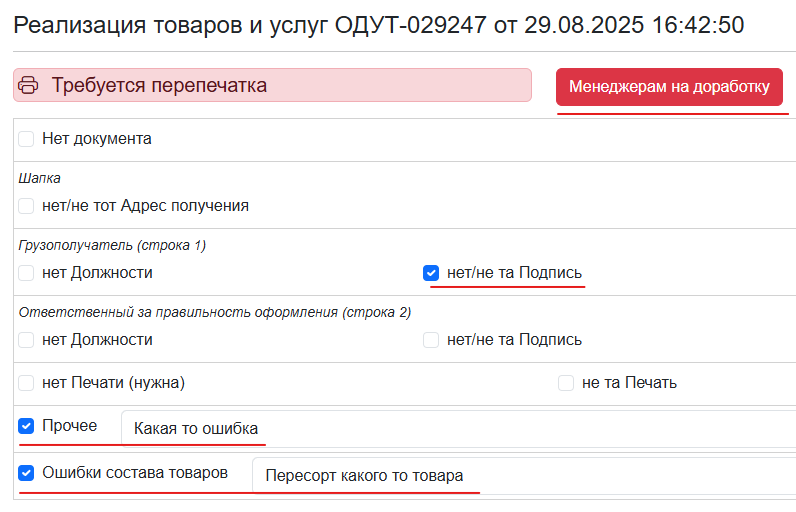 Реализация товаров и услуг ОДУТ-029247 от 29.08.2025 16:42:50
Требуется перепечатка
Менеджерам на доработку
Нет документа
Шапка
нет/не тот Адрес получения
Грузополучатель (строка 1)
нет Должности нет/не та Подпись
Ответственный за правильность оформления (строка 2)
нет Должности нет/не та Подпись
нет Печати (нужна) не та Печать
Прочее Какая то ошибка
Ошибки состава товаров Пересорт какого то товара